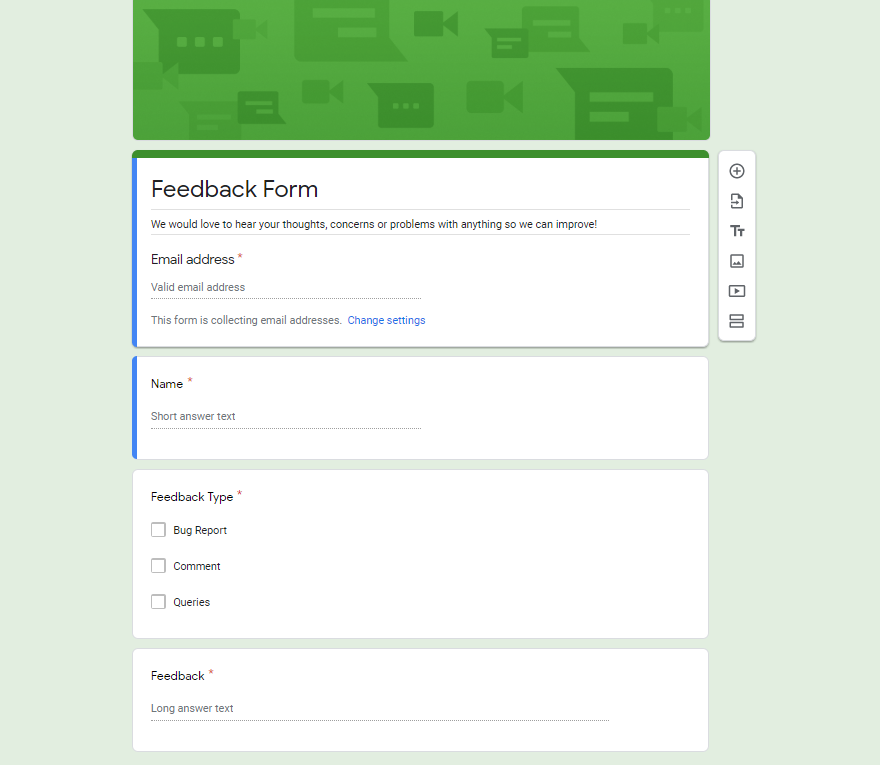 Feedback Form
We would love to hear your thoughts, concerns or problems with anything so we can improve!
Email address *
Valid email address
This form is collecting email addresses. Change settings
Name *
Short answer text
Feedback Type *
Bug Report
Comment
Queries
Feedback *
Long answer text